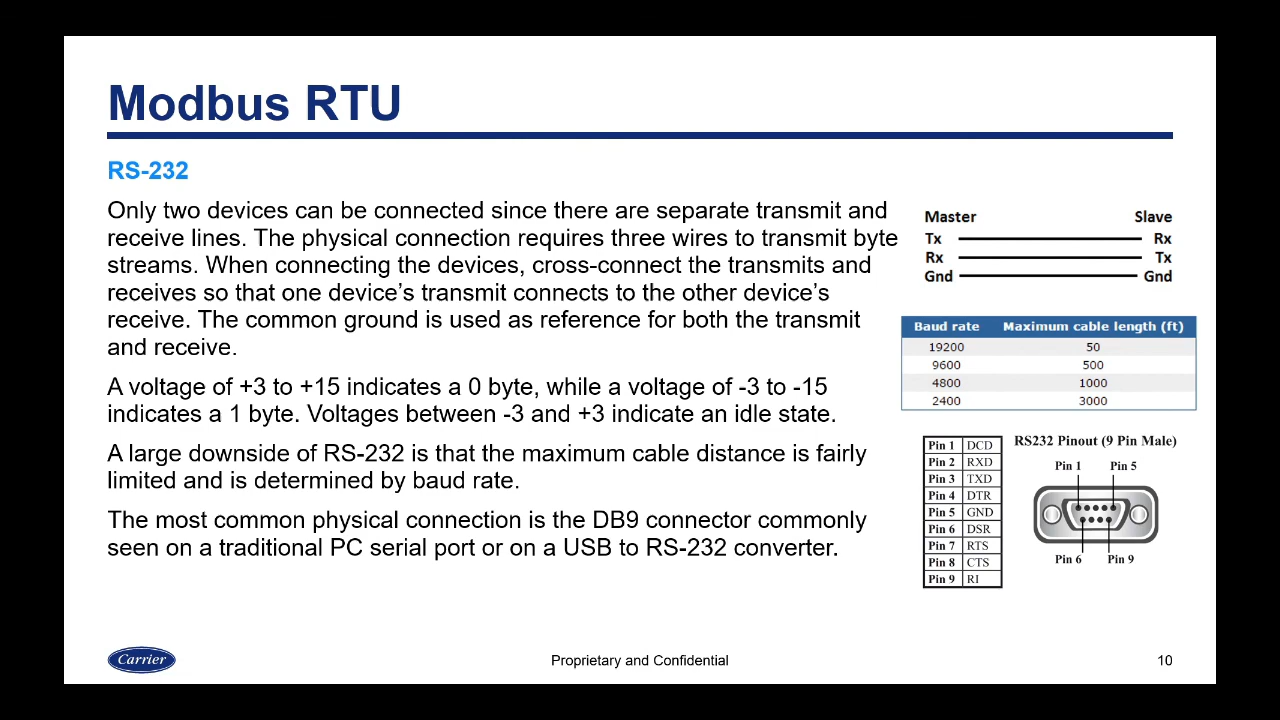 Modbus RTU
RS-232
Only two devices can be connected since there are separate transmit and
receive lines. The physical connection requires three wires to transmit byte
streams. When connecting the devices, cross-connect the transmits and
receives so that one device's transmit connects to the other device's
receive. The common ground is used as reference for both the transmit
and receive.
A voltage of +3 to +15 indicates a 0 byte, while a voltage of -3 to -15
indicates a 1 byte. Voltages between -3 and +3 indicate an idle state.
A large downside of RS-232 is that the maximum cable distance is fairly
limited and is determined by baud rate.
The most common physical connection is the DB9 connector commonly
seen on a traditional PC serial port or on a USB to RS-232 converter.
Master Slave
Tx Rx
Rx Tx
Gnd Gnd
Baud rate Maximum cable length (ft)
19200 50
9600 500
4800 1000
2400 3000
Pin 1 DCD
Pin 2 RXD
Pin 3 TXD
Pin 4 DTR
Pin 5 GND
Pin 6 DSR
Pin 7 RTS
Pin 8 CTS
Pin 9 RI
RS232 Pinout (9 Pin Male)
Pin 1 Pin 5
Pin 6 Pin 9
Carrier
Proprietary and Confidential
10